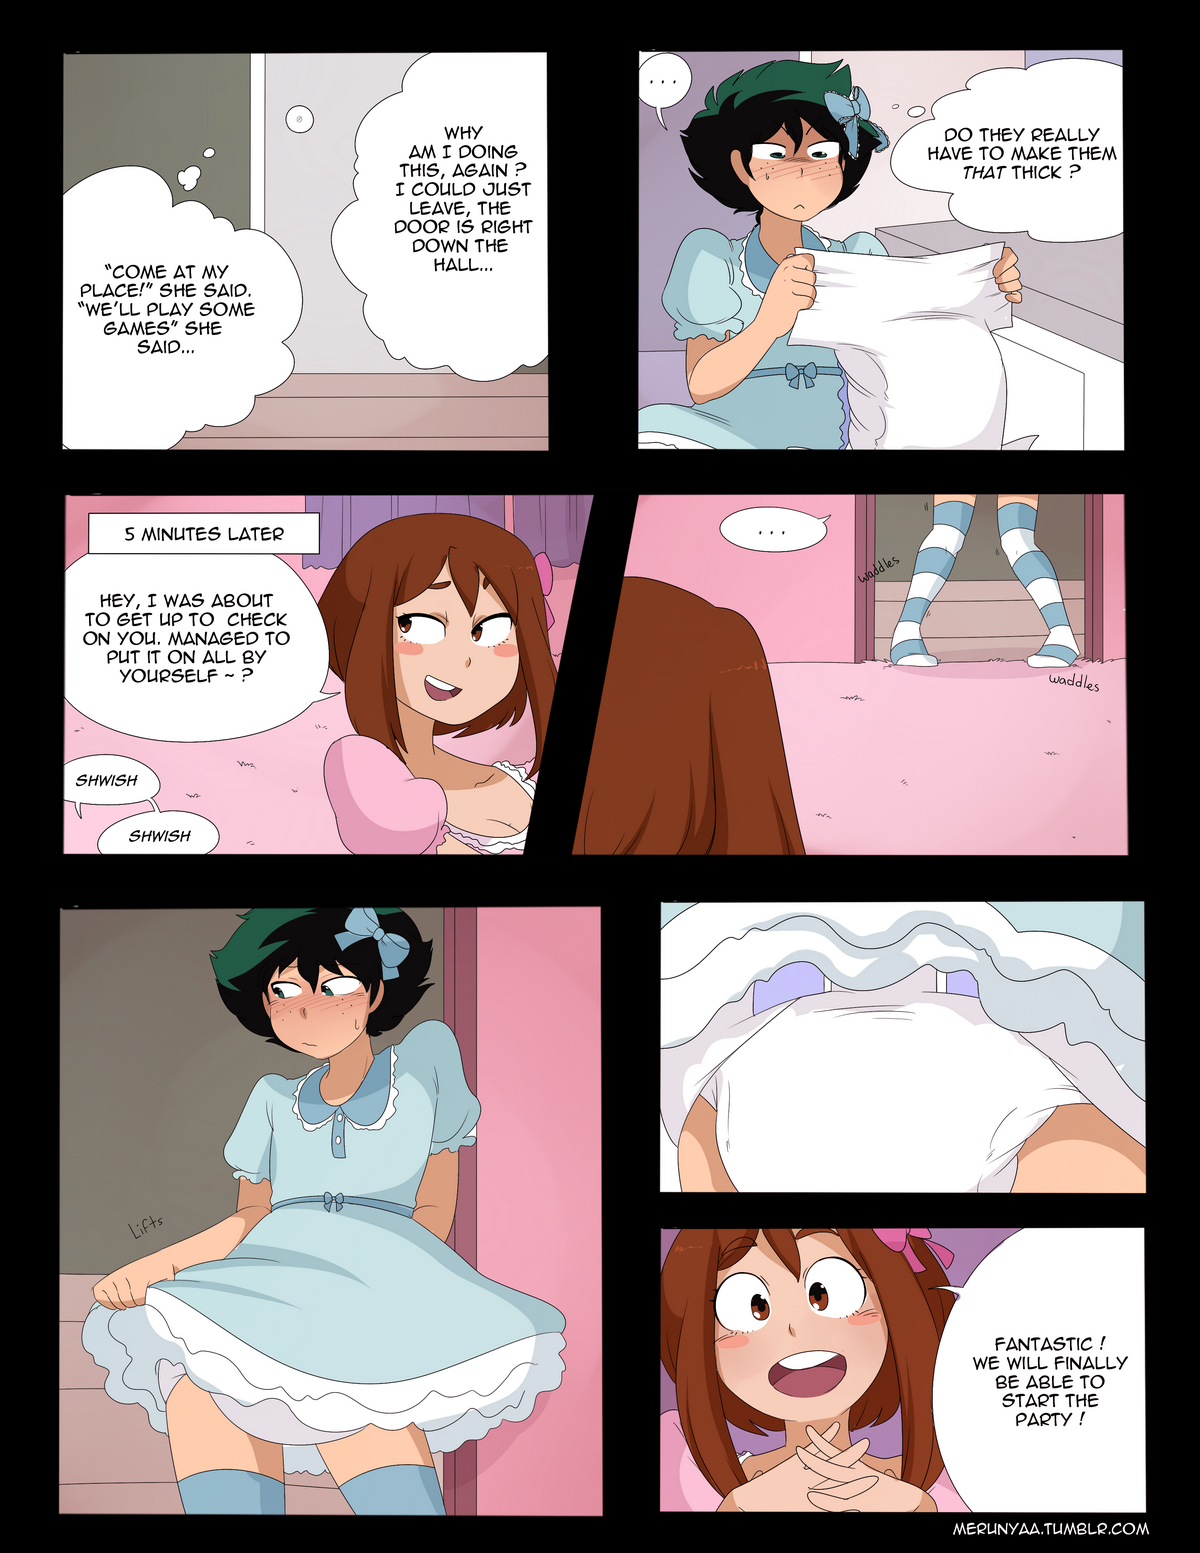 "COME AT MY
PLACE!" SHE SAID.
"WE'LL PLAY SOME
GAMES" SHE
SAID...
WHY
AM I DOING
THIS, AGAIN ?
I COULD JUST
LEAVE, THE
DOOR IS RIGHT
DOWN THE
HALL...
...
DO THEY REALLY
HAVE TO MAKE THEM
THAT THICK ?
5 MINUTES LATER
HEY, I WAS ABOUT
TO GET UP TO CHECK
ON YOU. MANAGED TO
PUT IT ON ALL BY
YOURSELF ~ ?
SHWISH
SHWISH
...
waddles
waddles
Lifts
FANTASTIC !
WE WILL FINALLY
BE ABLE TO
START THE
PARTY !
MERUNYAA.TUMBLR.COM